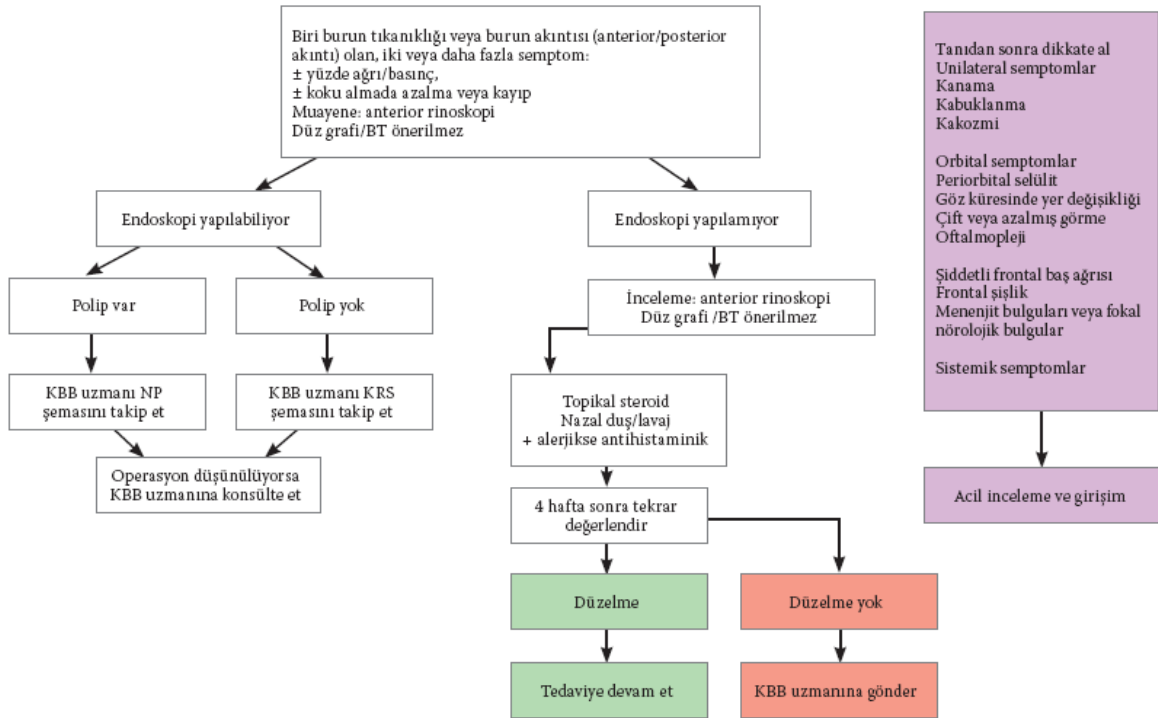 Biri burun tıkanıklığı veya burun akıntısı (anterior/posterior
akıntı) olan, iki veya daha fazla semptom:
± yüzde ağrı/basınç,
± koku almada azalma veya kayıp
Muayene: anterior rinoskopi
Düz grafi/BT önerilmez
Endoskopi yapılabiliyor
Endoskopi yapılamıyor
Polip var
Polip yok
İnceleme: anterior rinoskopi
Düz grafi /BT önerilmez
KBB uzmanı NP
şemasını takip et
KBB uzmanı KRS
şemasını takip et
Operasyon düşünülüyorsa
KBB uzmanına konsülte et
Topikal steroid
Nazal duş/lavaj
+ alerjikse antihistaminik
4 hafta sonra tekrar
değerlendir
Düzelme
Düzelme yok
Tedaviye devam et
KBB uzmanına gönder
Tanıdan sonra dikkate al
Unilateral semptomlar
Kanama
Kabuklanma
Kakozmi
Orbital semptomlar
Periorbital selülit
Göz küresinde yer değişikliği
Çift veya azalmış görme
Oftalmopleji
Şiddetli frontal baş ağrısı
Frontal şişlik
Menenjit bulguları veya fokal
nörolojik bulgular
Sistemik semptomlar
Acil inceleme ve girişim